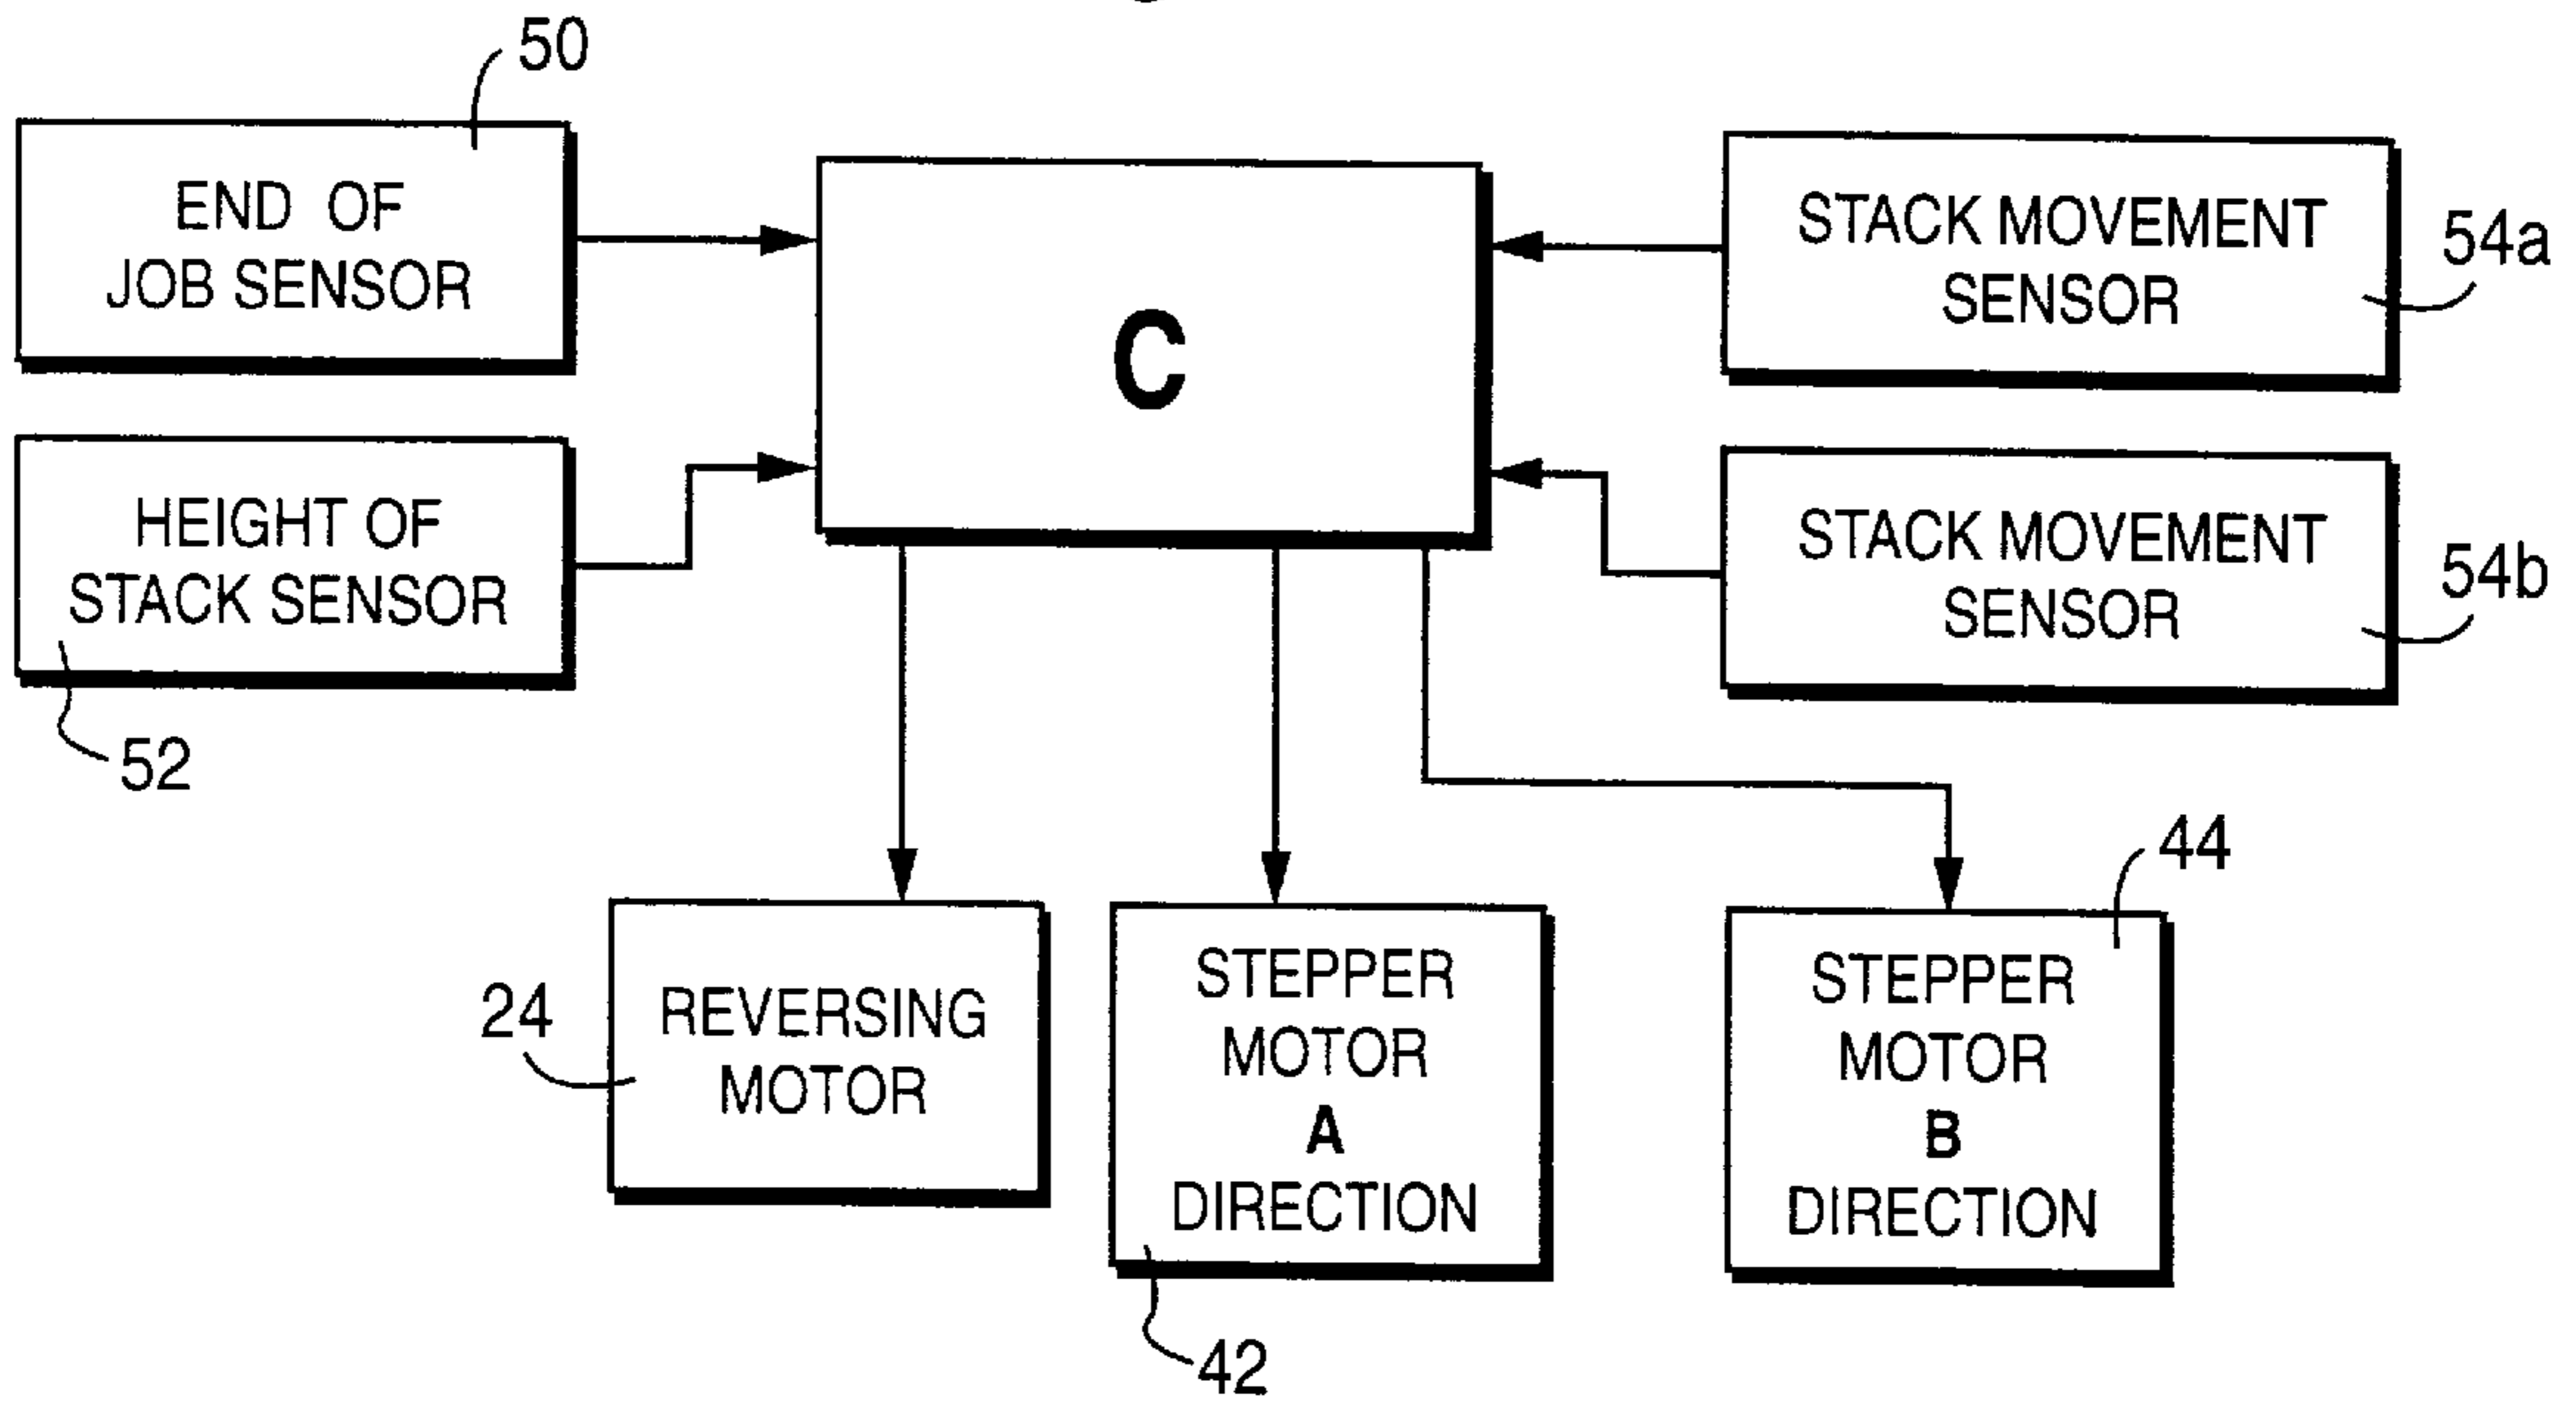 50
END OF
JOB SENSOR
C
STACK MOVEMENT
SENSOR
54a
HEIGHT OF
STACK SENSOR
52
STACK MOVEMENT
SENSOR
54b
24
REVERSING
MOTOR
STEPPER
MOTOR
A
DIRECTION
42
44
STEPPER
MOTOR
B
DIRECTION